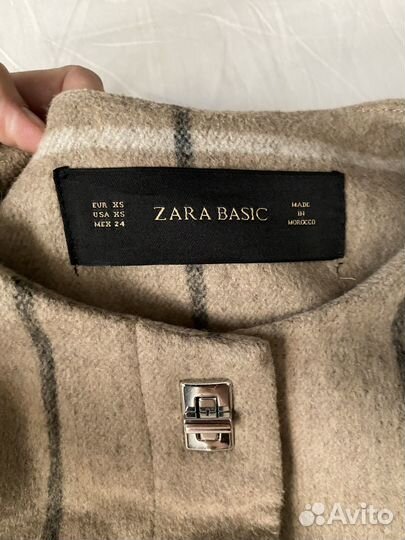 EUR XS
USA XS
MEX 24
ZARA BASIC
MADE
IN
MOROCCO
Avito